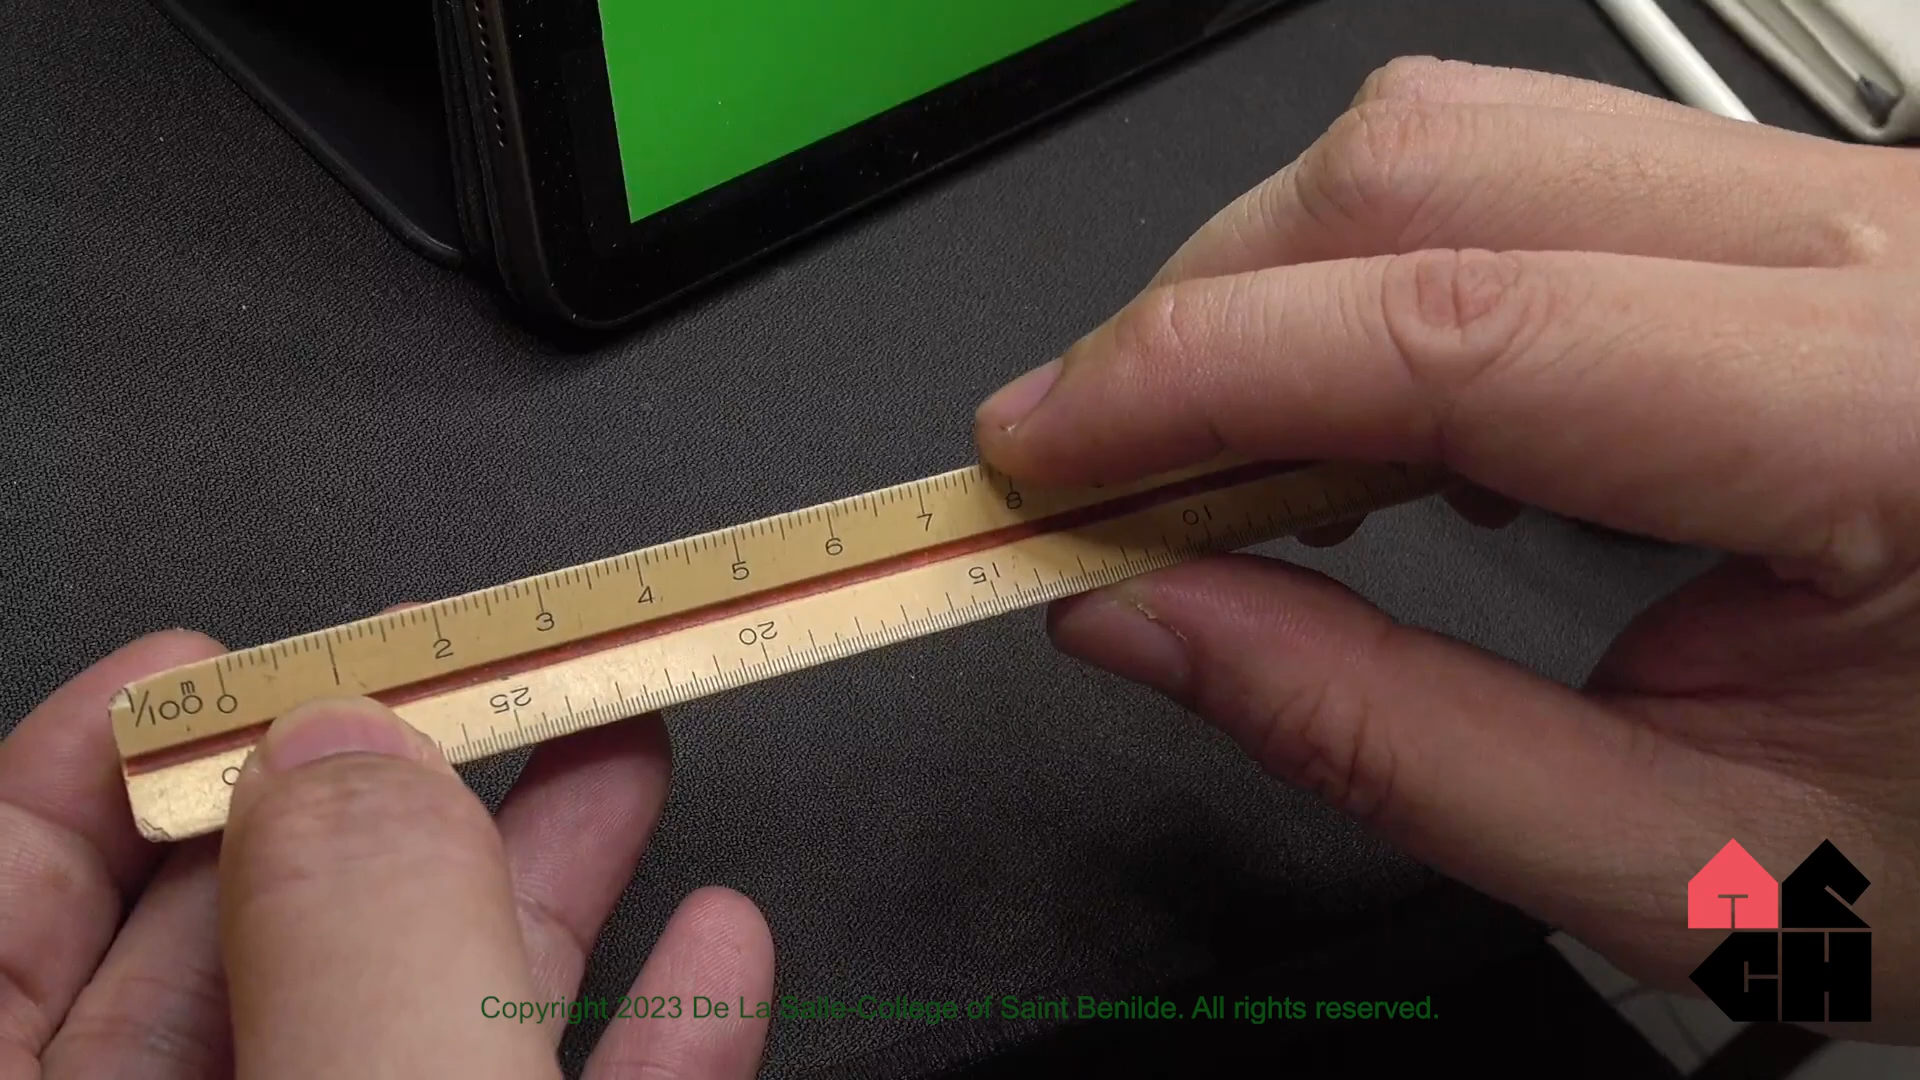 1/100 m 0 2 3 4 5 6 7 8
0 25 20 15 10
Copyright 2023 De La Salle-College of Saint Benilde. All rights reserved.
T
CH